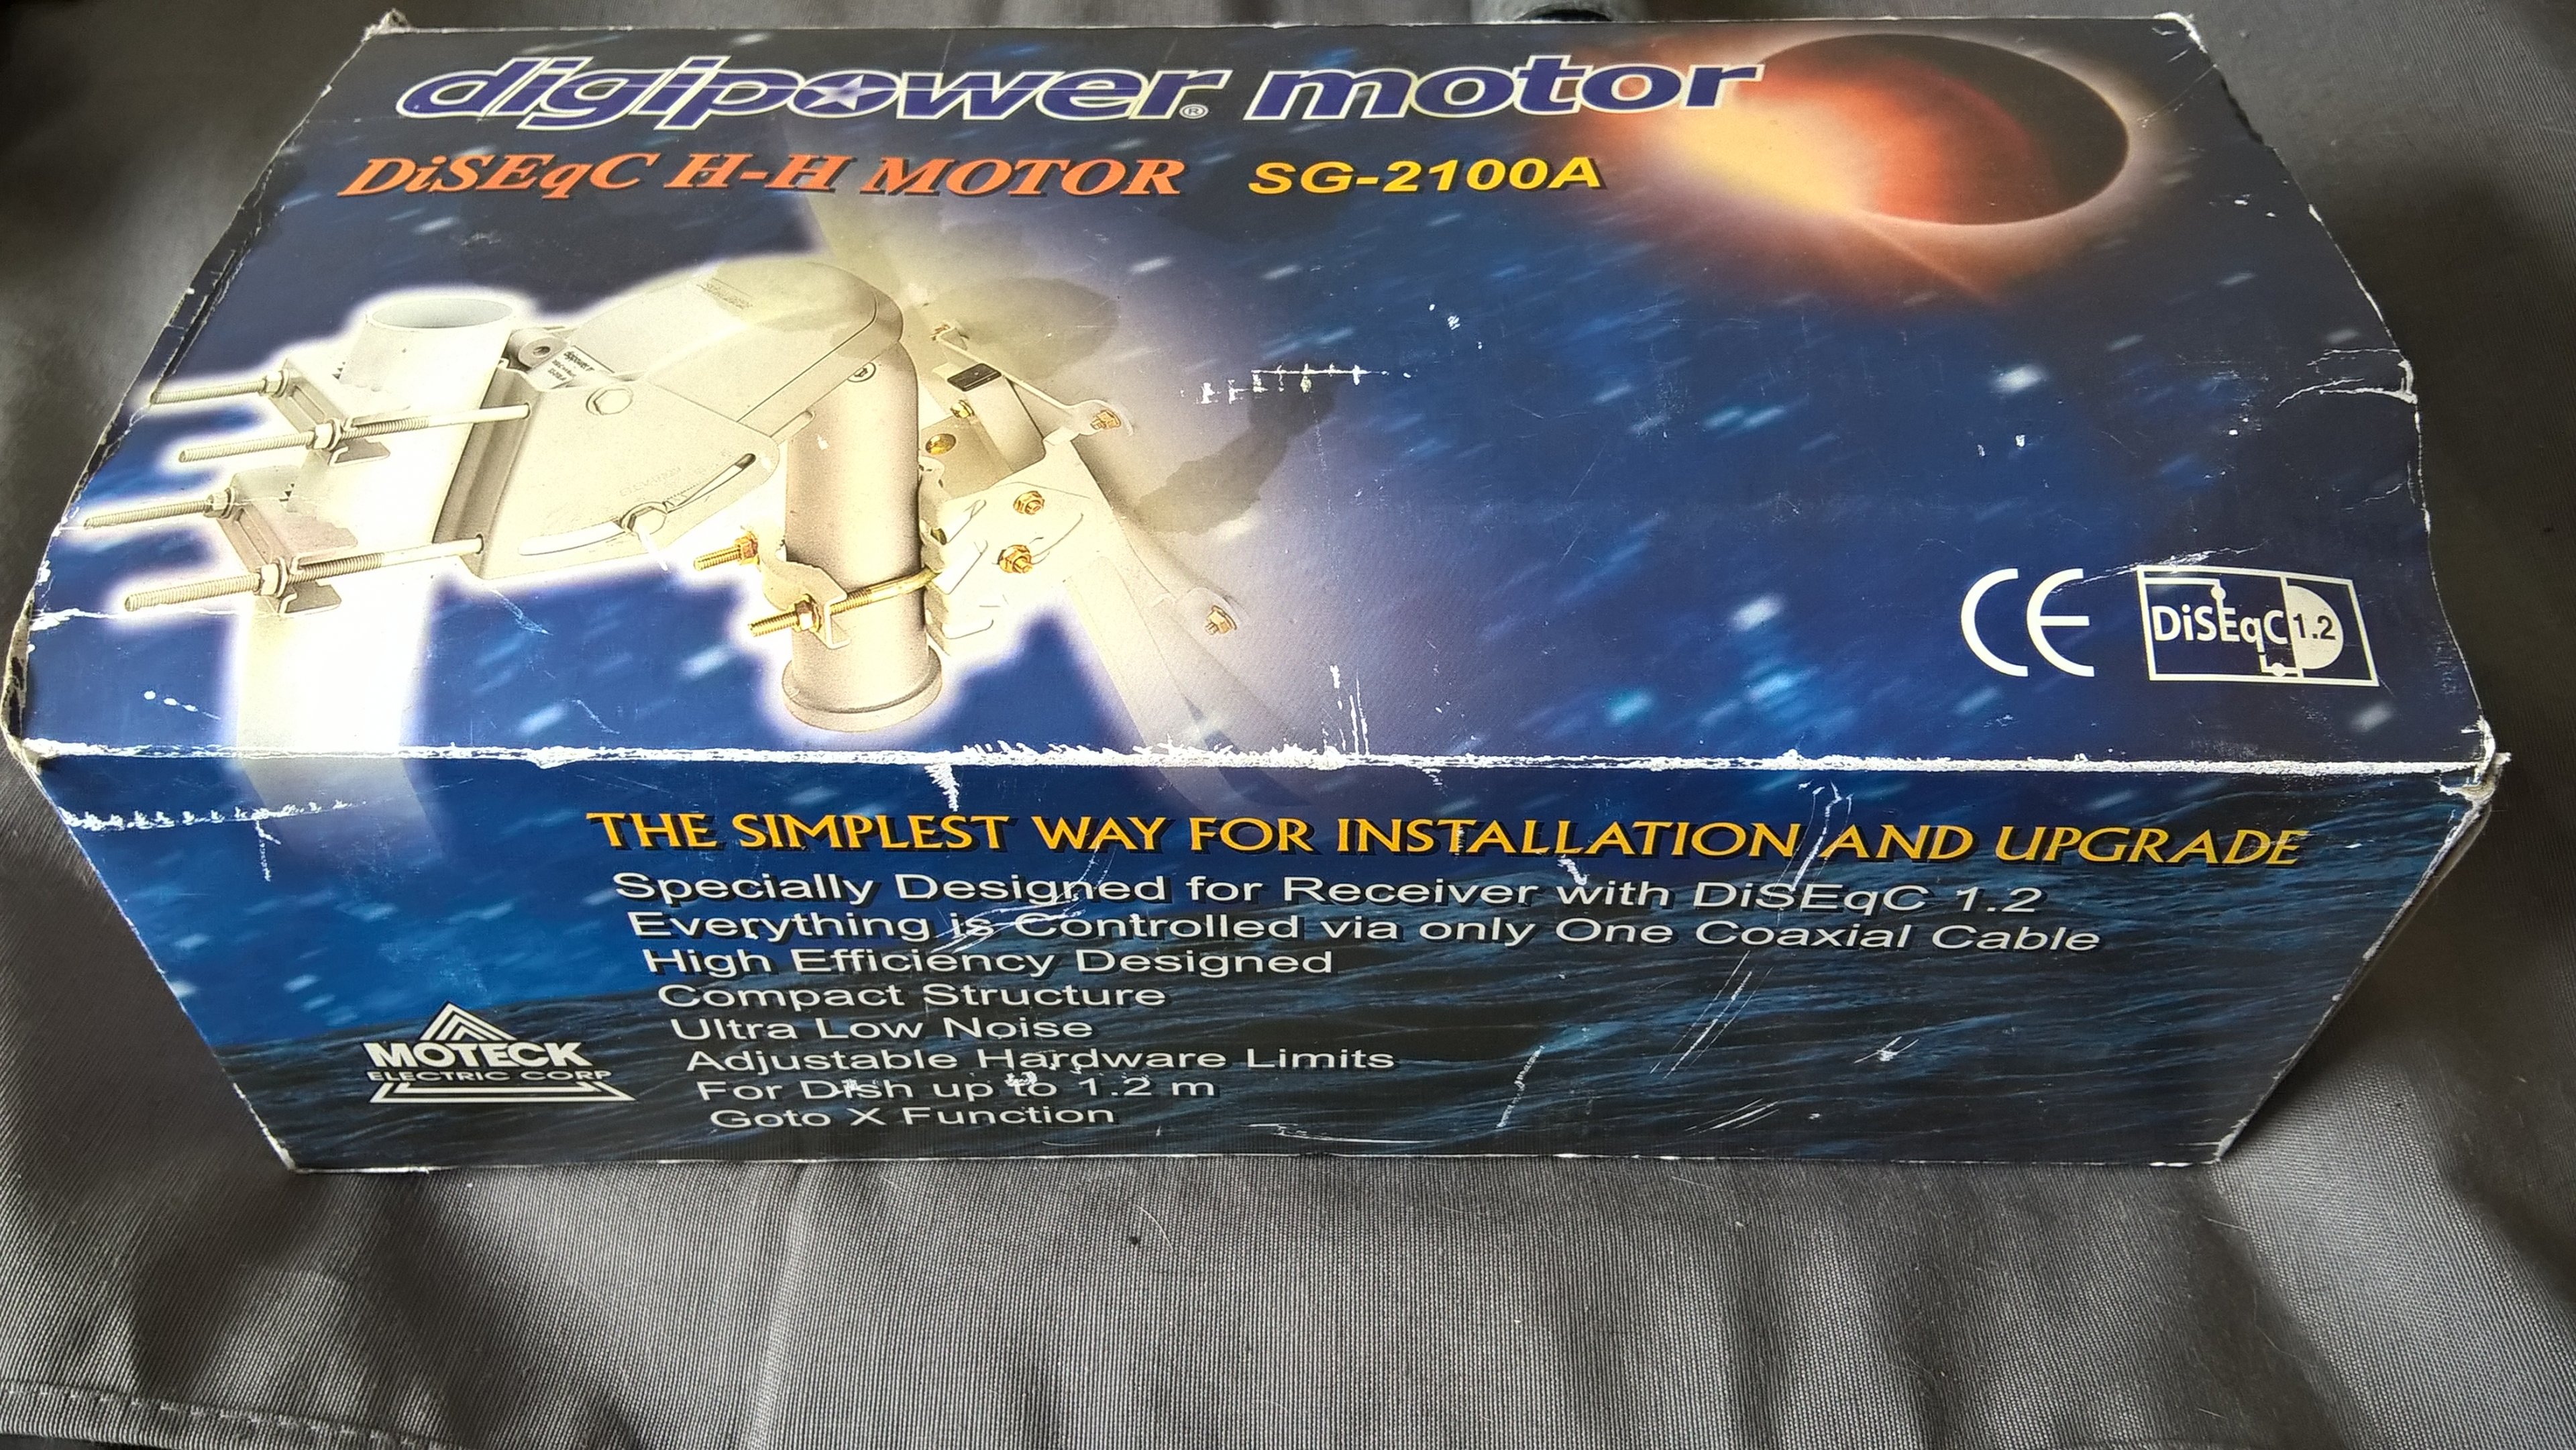 digipower® motor
DiSEqC H-H MOTOR SG-2100A
CE DiSEqC 1.2
THE SIMPLEST WAY FOR INSTALLATION AND UPGRADE
Specially Designed for Receiver with DiSEqC 1.2
Everything is Controlled via only One Coaxial Cable
High Efficiency Designed
Compact Structure
Ultra Low Noise
Adjustable Hardware Limits
For Dish up to 1.2 m
Goto X Function
MOTECK
ELECTRIC CORP